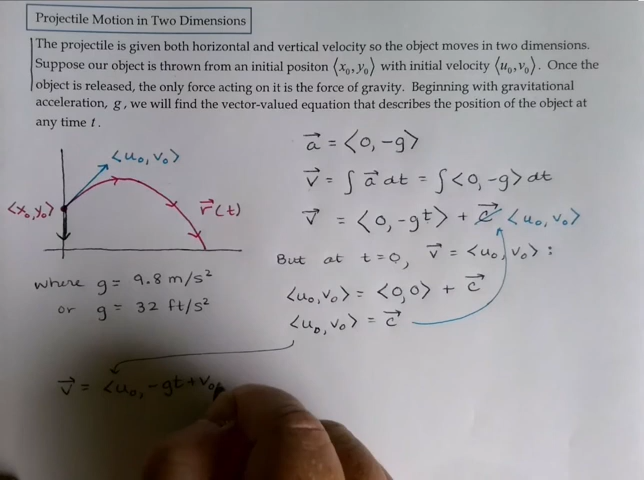 Projectile Motion in Two Dimensions
The projectile is given both horizontal and vertical velocity so the object moves in two dimensions.
Suppose our object is thrown from an initial positon ⟨x₀, y₀⟩ with initial velocity ⟨u₀, v₀⟩. Once the
object is released, the only force acting on it is the force of gravity. Beginning with gravitational
acceleration, g, we will find the vector-valued equation that describes the position of the object at
any time t.
⟨u₀, v₀⟩
⟨x₀, y₀⟩
r⃗(t)
where g = 9.8 m/s²
or g = 32 ft/s²
a⃗ = ⟨0, -g⟩
v⃗ = ∫ a⃗ dt = ∫⟨0, -g⟩dt
v⃗ = ⟨0, -gt⟩ + c⃗ ⟨u₀, v₀⟩
But at t=0, v⃗ = ⟨u₀, v₀⟩ :
⟨u₀, v₀⟩ = ⟨0,0⟩ + c⃗
⟨u₀, v₀⟩ = c⃗
v⃗ = ⟨u₀, -gt + v₀